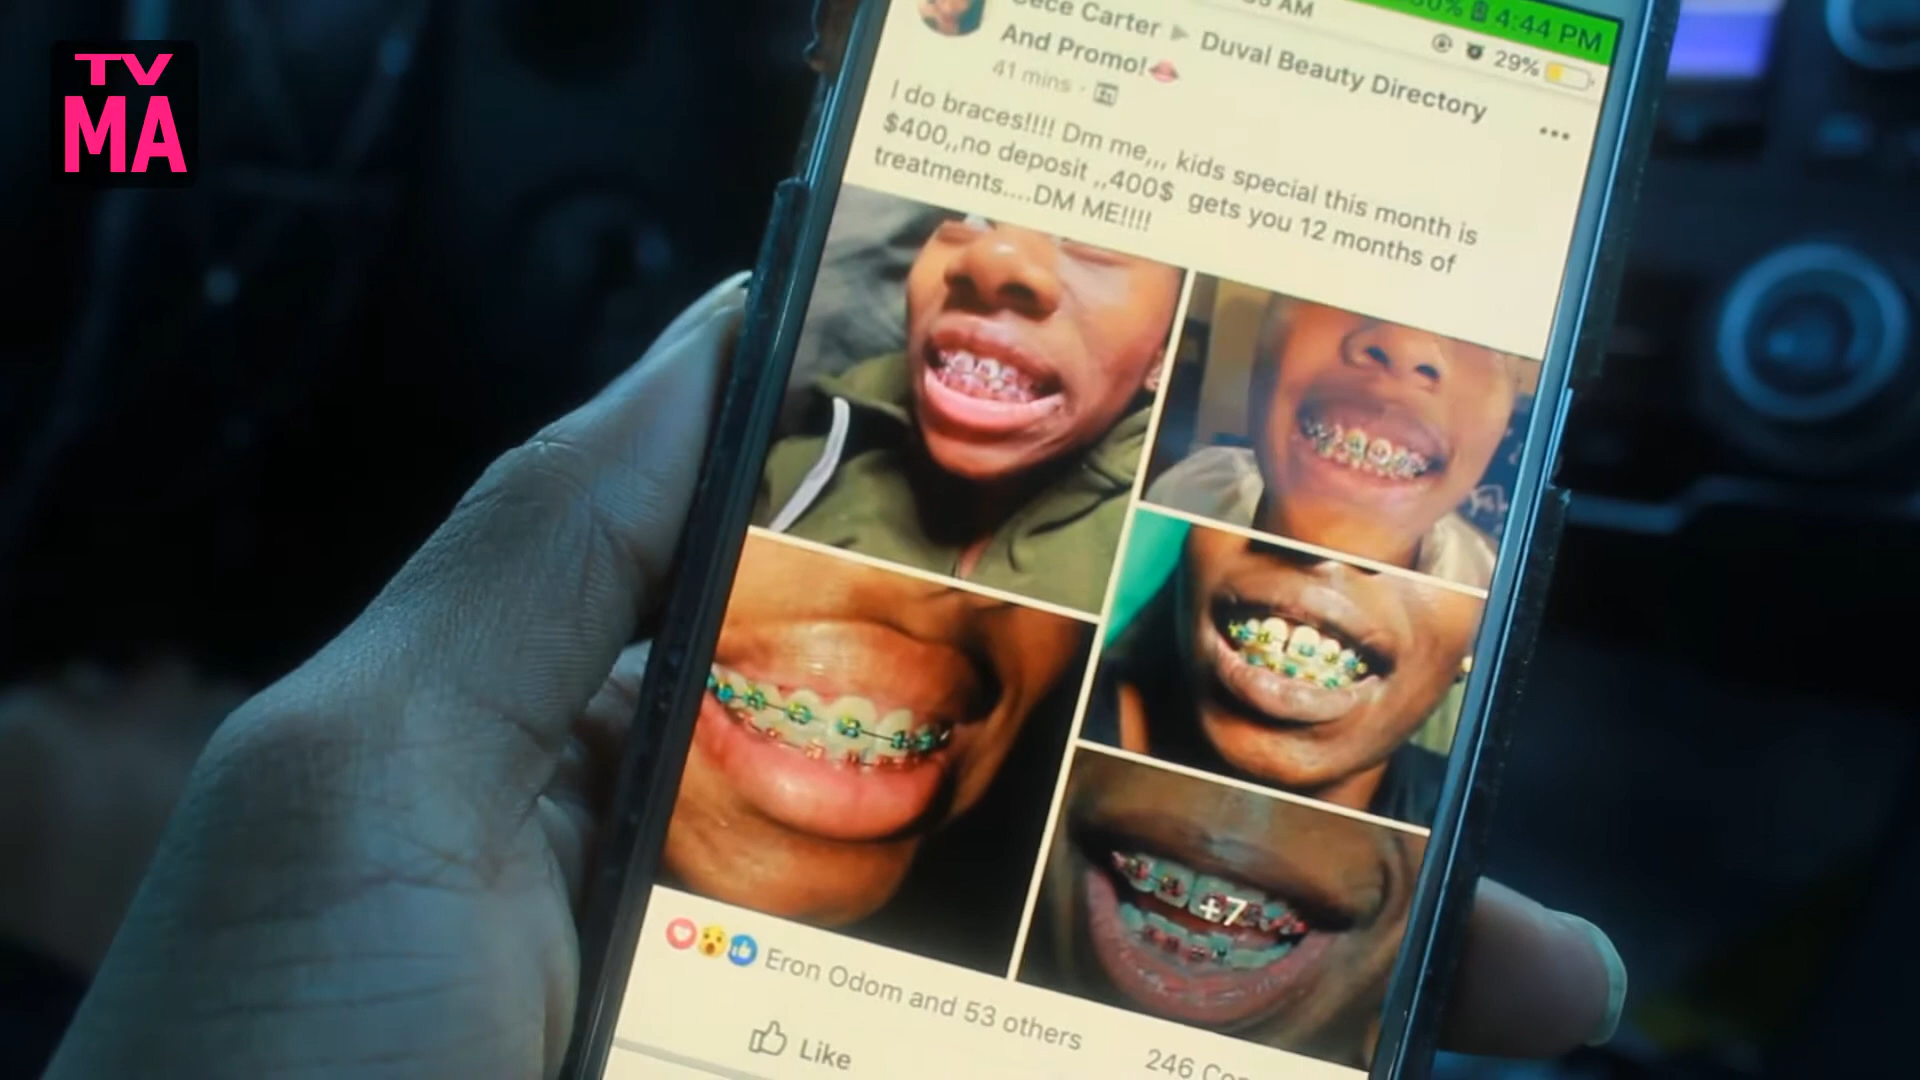 TV
MA
AM
4:44 PM
29%
Carter ▸ Duval Beauty Directory
And Promo!
41 mins ·
I do braces!!!! Dm me,,, kids special this month is
$400,,no deposit ,,400$ gets you 12 months of
treatments....DM ME!!!!
+7
Eron Odom and 53 others
246
Like